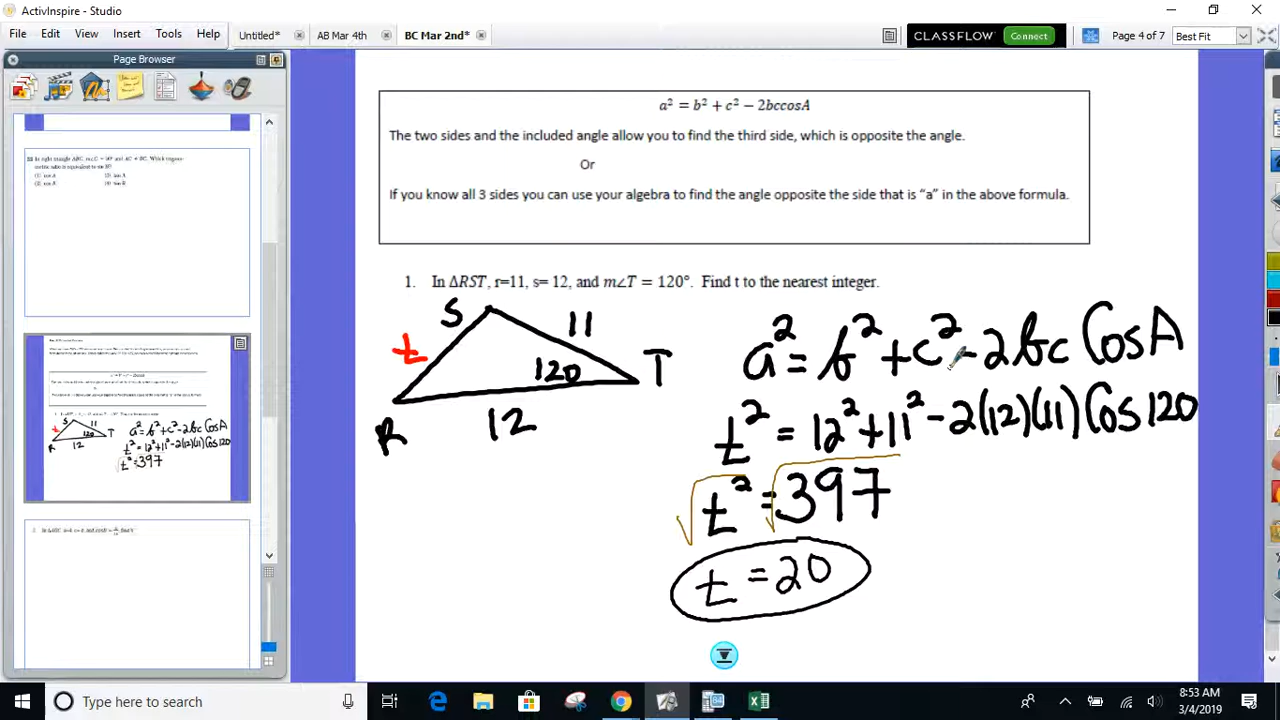 ActivInspire - Studio
File Edit View Insert Tools Help
Untitled* AB Mar 4th BC Mar 2nd*
CLASSFLOW Connect
Page 4 of 7 Best Fit
Page Browser
a² = b² + c² − 2bccosA
The two sides and the included angle allow you to find the third side, which is opposite the angle.
Or
If you know all 3 sides you can use your algebra to find the angle opposite the side that is “a” in the above formula.
1. In ΔRST, r=11, s= 12, and m∠T = 120°. Find t to the nearest integer.
S 11
t 120 T
R 12
a² = b² + c² − 2bc Cos A
t² = 12² + 11² − 2(12)(11) Cos 120
√t² = √397
t = 20
Type here to search
8:53 AM
3/4/2019